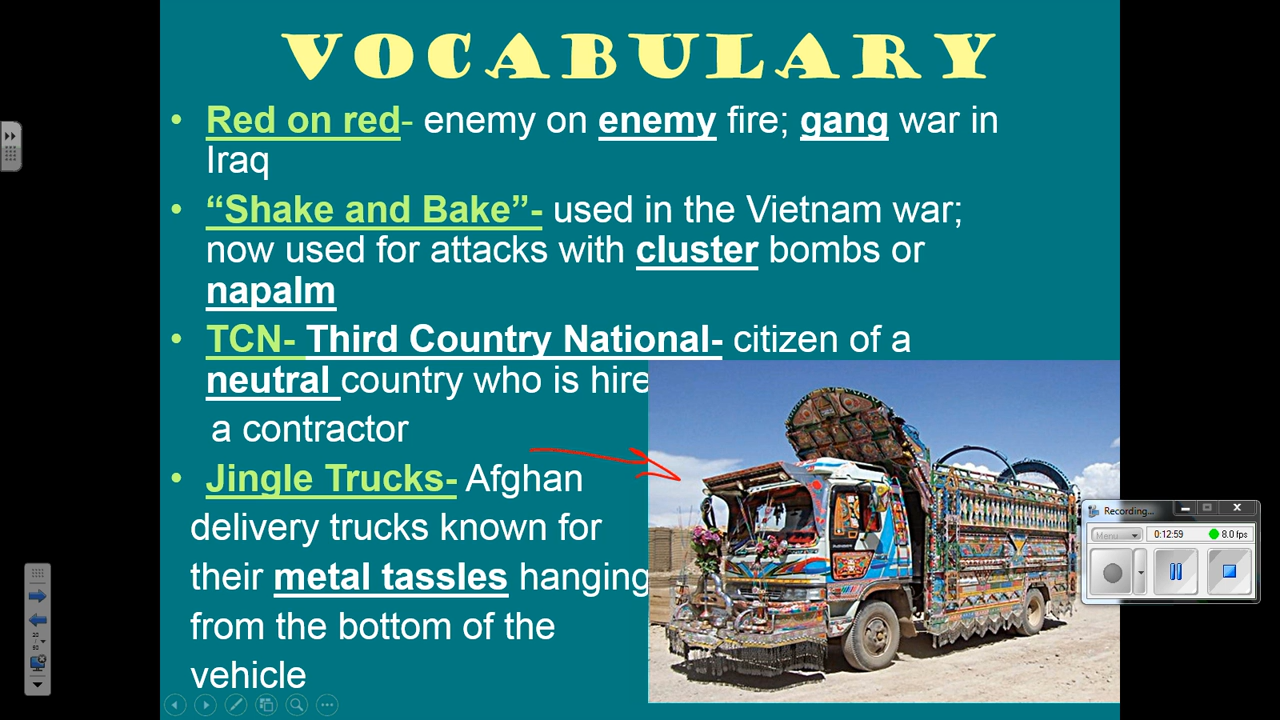 VOCABULARY
• Red on red- enemy on enemy fire; gang war in
Iraq
• “Shake and Bake”- used in the Vietnam war;
now used for attacks with cluster bombs or
napalm
• TCN- Third Country National- citizen of a
neutral country who is hire
a contractor
• Jingle Trucks- Afghan
delivery trucks known for
their metal tassles hanging
from the bottom of the
vehicle
Recording...
Menu 0:12:59 8.0 fps